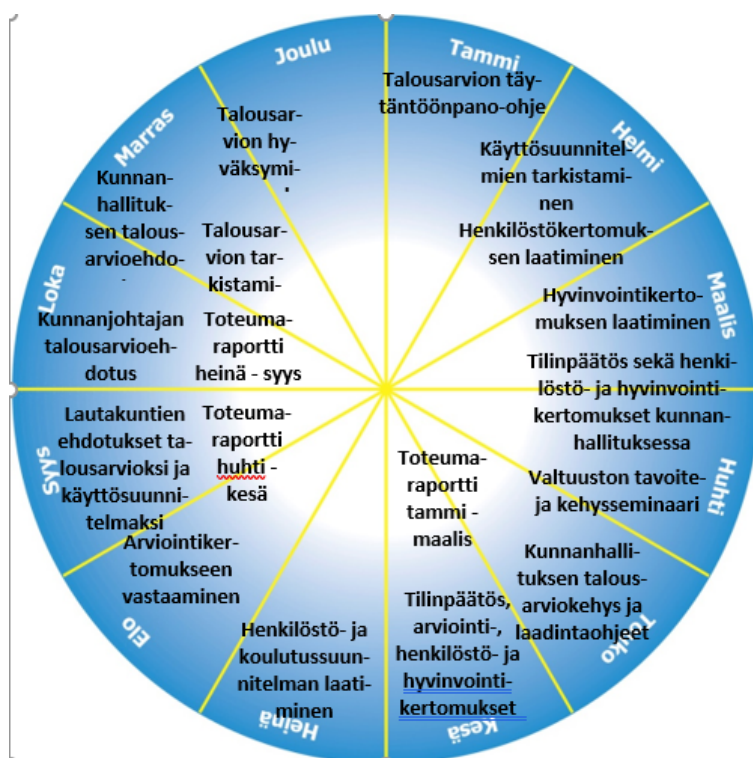 Tammi
Talousarvion täy-
täntöönpano-ohje
Helmi
Käyttösuunnitel-
mien tarkistami-
nen
Henkilöstökertomuk-
sen laatiminen
Maalis
Hyvinvointikerto-
muksen laatiminen
Tilinpäätös sekä henki-
löstö- ja hyvinvointi-
kertomukset kunnan-
hallituksessa
Huhti
Valtuuston tavoite-
ja kehysseminaari
Touko
Kunnanhalli-
tuksen talous-
arviokehys ja
laadintaohjeet
Toteuma-
raportti
tammi -
maalis
Kesä
Tilinpäätös,
arviointi-,
henkilöstö- ja
hyvinvointi-
kertomukset
Heinä
Henkilöstö- ja
koulutussuun-
nitelman laati-
minen
Elo
Arviointiker-
tomukseen
vastaaminen
Syys
Lautakuntien
ehdotukset ta-
lousarvioksi ja
käyttösuunni-
telmaksi
Toteuma-
raportti
huhti -
kesä
Loka
Kunnanjohtajan
talousarvioeh-
dotus
Toteuma-
raportti
heinä - syys
Marras
Kunnan-
hallituk-
sen talous-
arvioehdo-
Talousar-
vion tar-
kistami-
Joulu
Talousar-
vion hy-
väksymi-